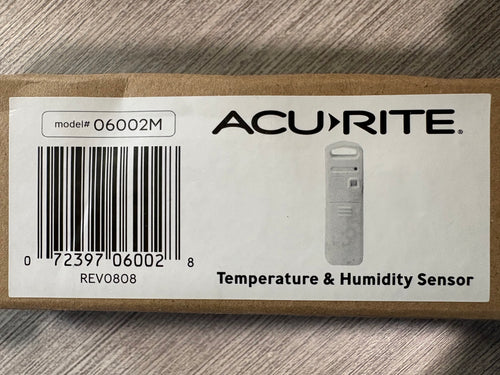 model# 06002M
ACU›RITE®
0 72397 06002 8
REV0808
Temperature & Humidity Sensor